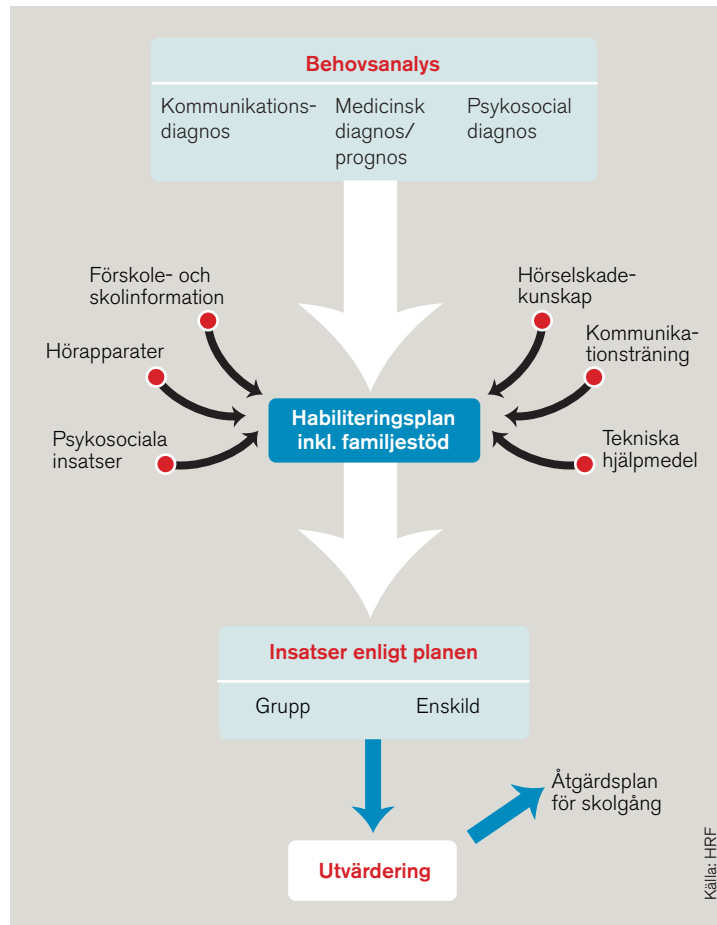 Behovsanalys
Kommunikations-
diagnos
Medicinsk
diagnos/
prognos
Psykosocial
diagnos
Förskole- och
skolinformation
Hörapparater
Psykosociala
insatser
Hörselskade-
kunskap
Kommunika-
tionsträning
Tekniska
hjälpmedel
Habiliteringsplan
inkl. familjestöd
Insatser enligt planen
Grupp
Enskild
Åtgärdsplan
för skolgång
Utvärdering
Källa: HRF